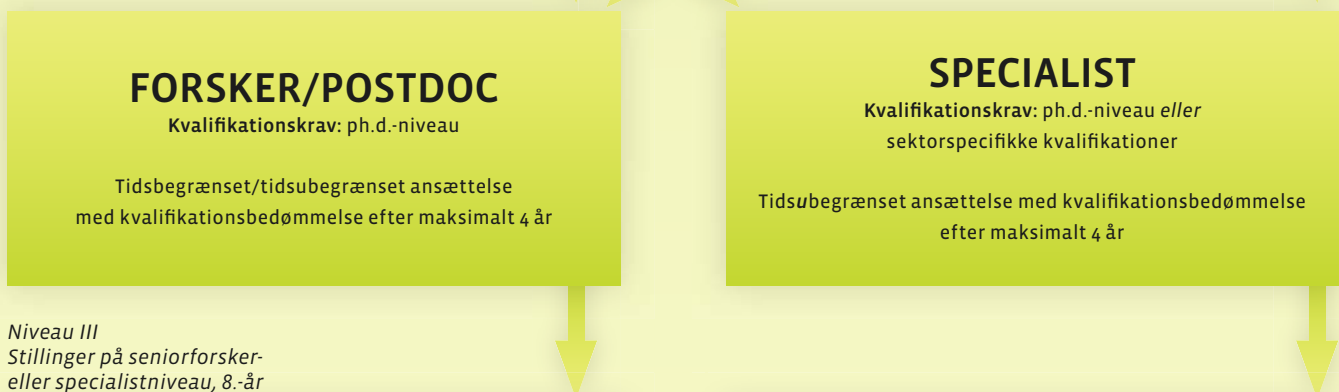 FORSKER/POSTDOC
Kvalifikationskrav: ph.d.-niveau
Tidsbegrænset/tidsubegrænset ansættelse
med kvalifikationsbedømmelse efter maksimalt 4 år
SPECIALIST
Kvalifikationskrav: ph.d.-niveau eller
sektorspecifikke kvalifikationer
Tidsubegrænset ansættelse med kvalifikationsbedømmelse
efter maksimalt 4 år
Niveau III
Stillinger på seniorforsker-
eller specialistniveau, 8.-år